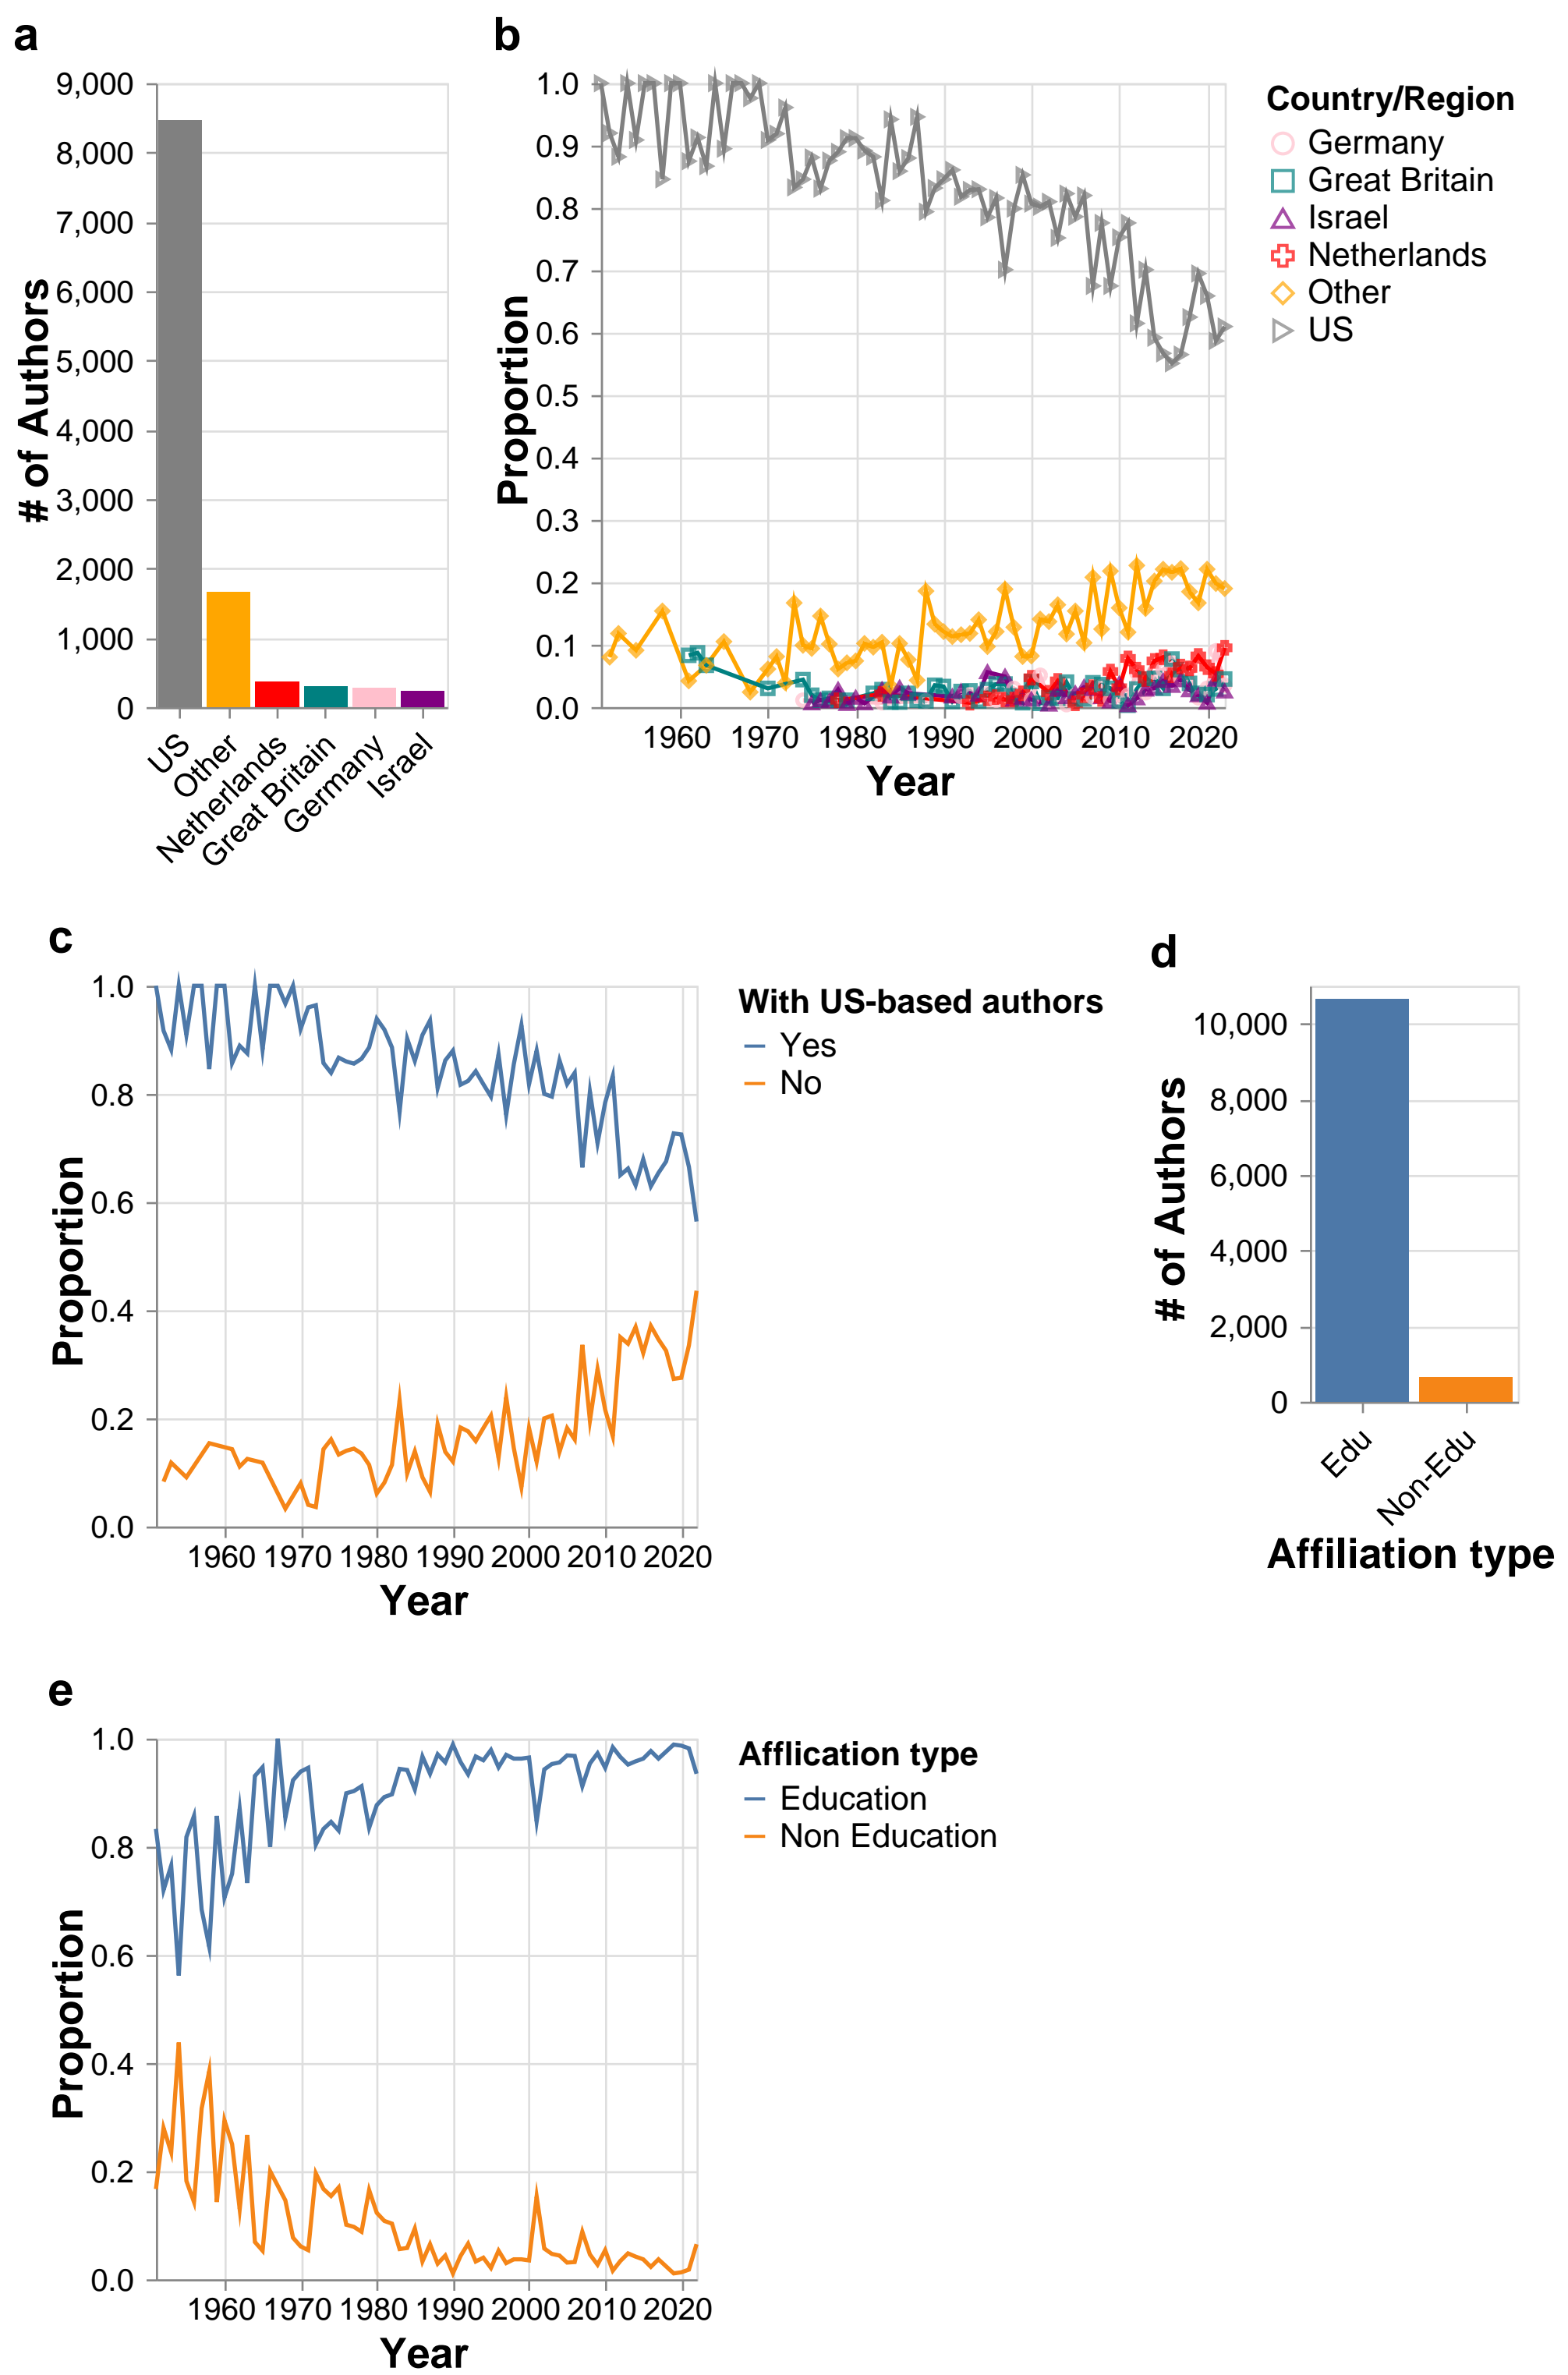 a
b
9,000
8,000
7,000
6,000
5,000
4,000
3,000
2,000
1,000
0
# of Authors
US
Other
Netherlands
Great Britain
Germany
Israel
1.0
0.9
0.8
0.7
0.6
0.5
0.4
0.3
0.2
0.1
0.0
Proportion
1960 1970 1980 1990 2000 2010 2020
Year
Country/Region
Germany
Great Britain
Israel
Netherlands
Other
US
c
1.0
0.8
0.6
0.4
0.2
0.0
Proportion
1960 1970 1980 1990 2000 2010 2020
Year
With US-based authors
Yes
No
d
10,000
8,000
6,000
4,000
2,000
0
# of Authors
Edu
Non-Edu
Affiliation type
e
1.0
0.8
0.6
0.4
0.2
0.0
Proportion
1960 1970 1980 1990 2000 2010 2020
Year
Afflication type
Education
Non Education